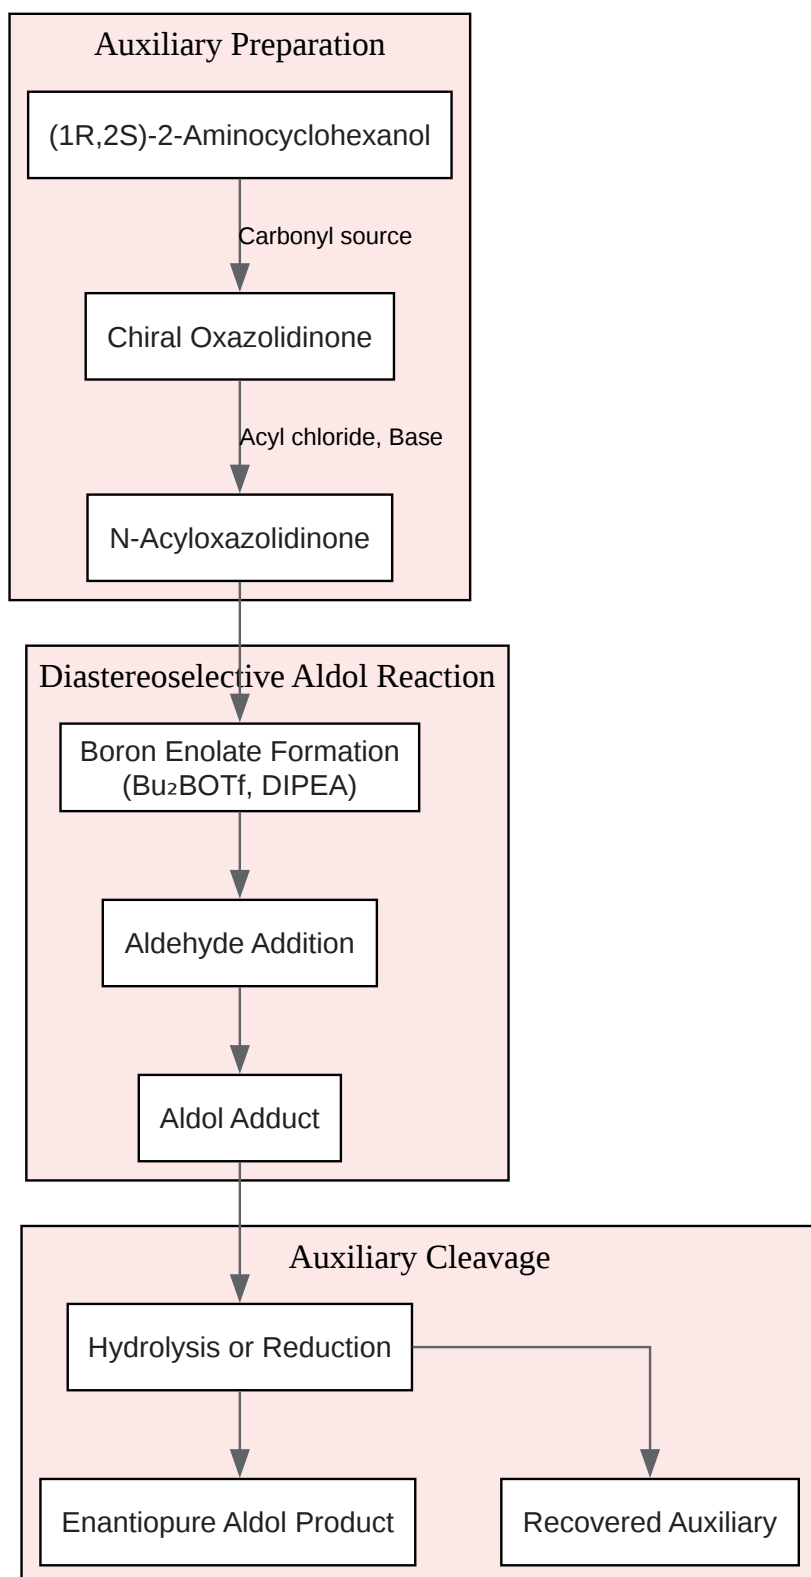 Auxiliary Preparation
(1R,2S)-2-Aminocyclohexanol
Carbonyl source
Chiral Oxazolidinone
Acyl chloride, Base
N-Acyloxazolidinone
Diastereoselective Aldol Reaction
Boron Enolate Formation
(Bu₂BOTf, DIPEA)
Aldehyde Addition
Aldol Adduct
Auxiliary Cleavage
Hydrolysis or Reduction
Enantiopure Aldol Product
Recovered Auxiliary